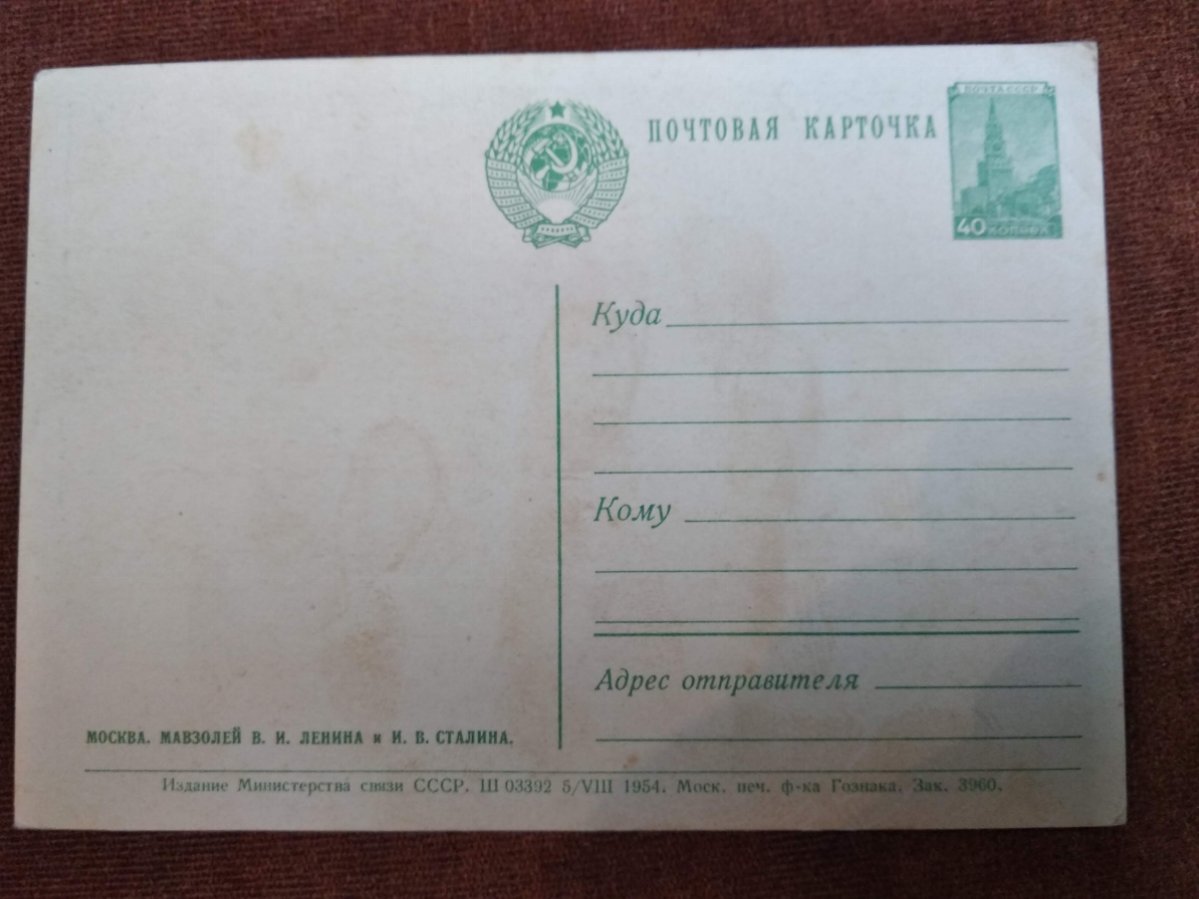 ПОЧТА СССР
ПОЧТОВАЯ КАРТОЧКА
40 КОПЕЕК
Куда
Кому
Адрес отправителя
МОСКВА. МАВЗОЛЕЙ В. И. ЛЕНИНА и И. В. СТАЛИНА.
Издание Министерства связи СССР. Ш 03392 5/VIII 1954. Моск. печ. ф-ка Гознака. Зак. 3960.